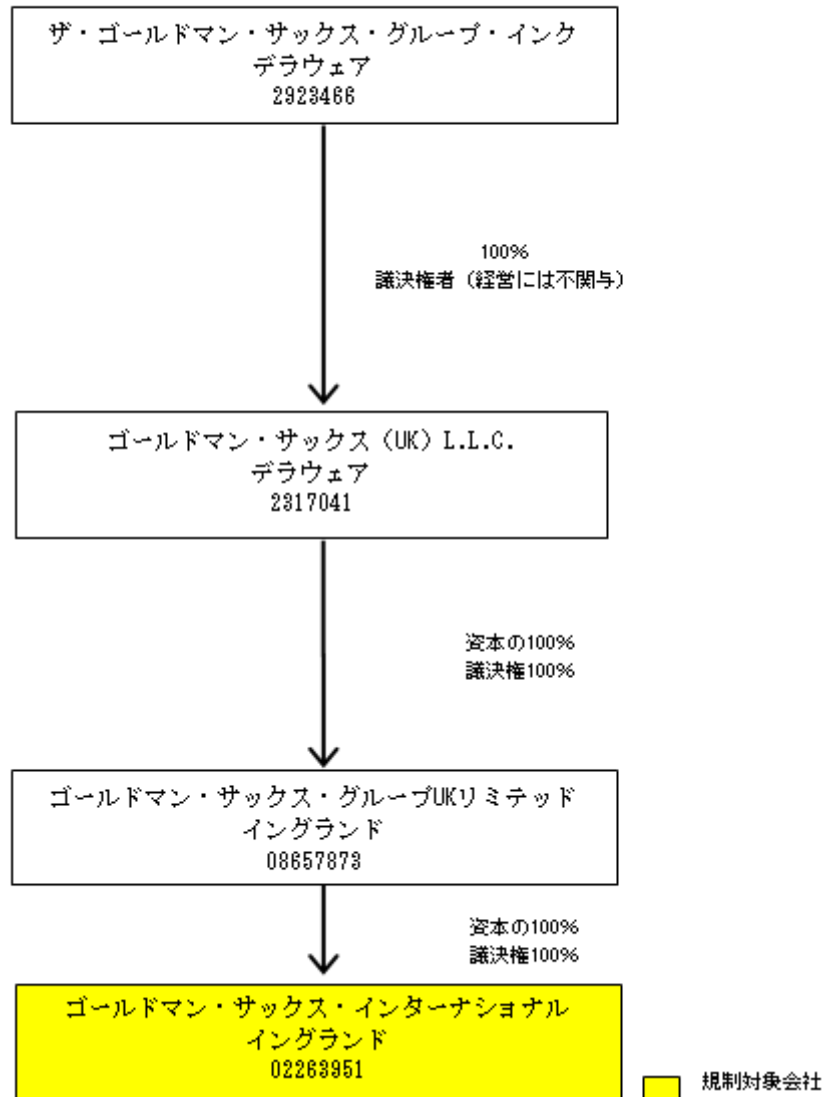 ザ・ゴールドマン・サックス・グループ・インク
デラウェア
2923466
100%
議決権者（経営には不関与）
ゴールドマン・サックス（UK）L.L.C.
デラウェア
2317041
資本の100%
議決権100%
ゴールドマン・サックス・グループUKリミテッド
イングランド
08657873
資本の100%
議決権100%
ゴールドマン・サックス・インターナショナル
イングランド
02263951
規制対象会社